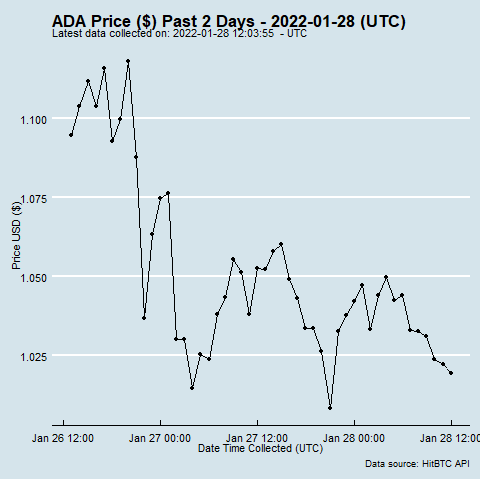 ADA Price ($) Past 2 Days - 2022-01-28 (UTC)
Latest data collected on: 2022-01-28 12:03:55 - UTC
1.100
1.075
1.050
1.025
Price USD ($)
Jan 26 12:00 Jan 27 00:00 Jan 27 12:00 Jan 28 00:00 Jan 28 12:00
Date Time Collected (UTC)
Data source: HitBTC API